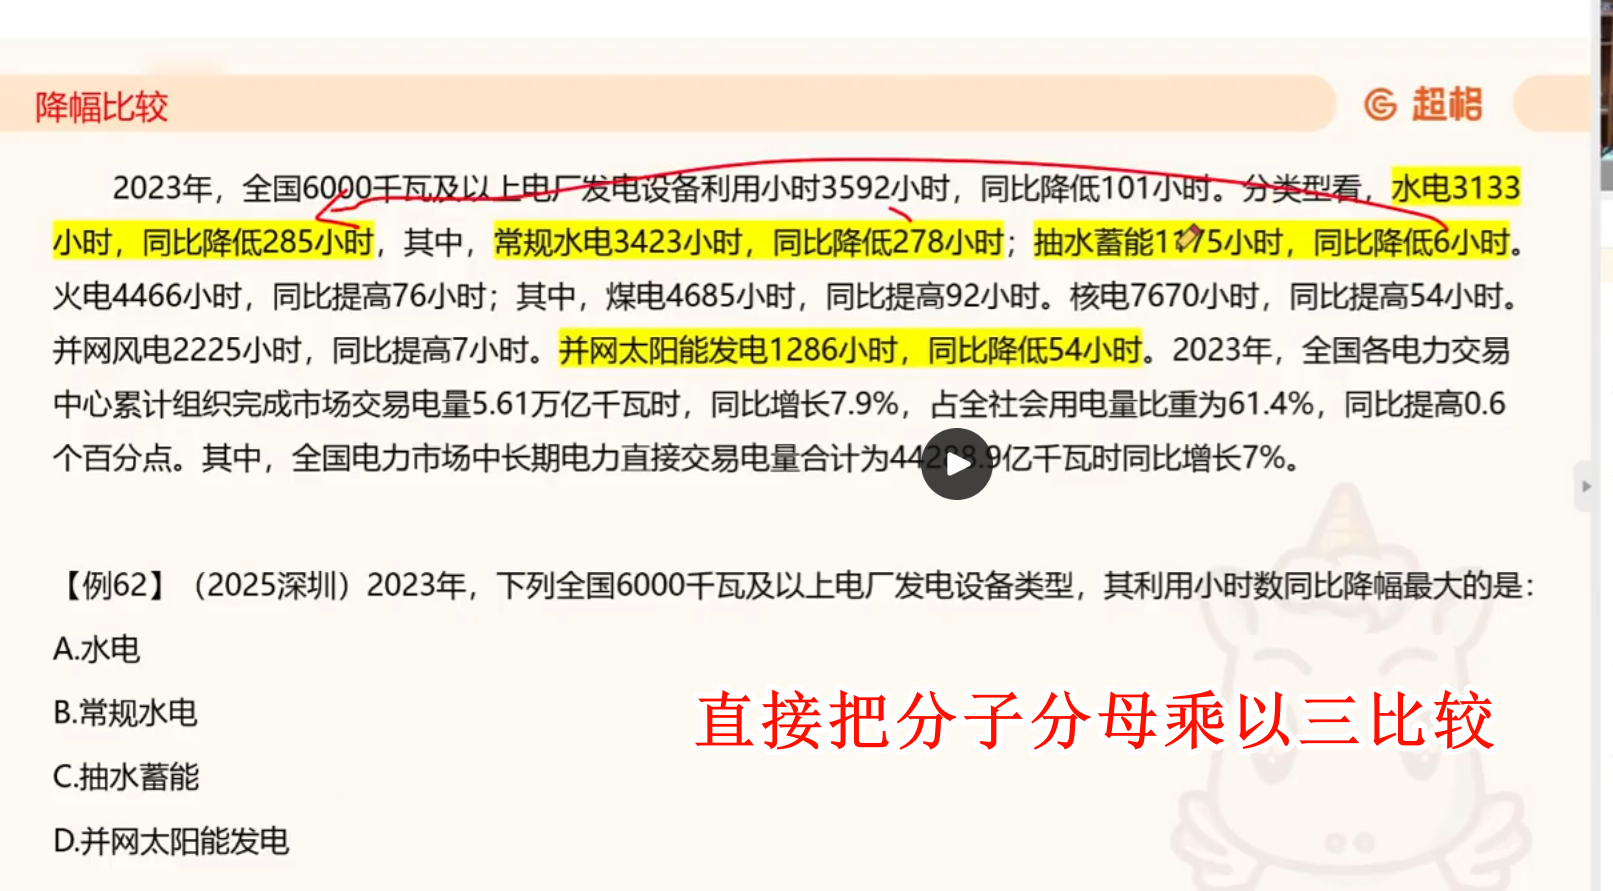 降幅比较
超格
2023年，全国6000千瓦及以上电厂发电设备利用小时3592小时，同比降低101小时。分类型看，水电3133
小时，同比降低285小时，其中，常规水电3423小时，同比降低278小时；抽水蓄能1175小时，同比降低6小时。
火电4466小时，同比提高76小时；其中，煤电4685小时，同比提高92小时。核电7670小时，同比提高54小时。
并网风电2225小时，同比提高7小时。并网太阳能发电1286小时，同比降低54小时。2023年，全国各电力交易
中心累计组织完成市场交易电量5.61万亿千瓦时，同比增长7.9%，占全社会用电量比重为61.4%，同比提高0.6
个百分点。其中，全国电力市场中长期电力直接交易电量合计为44288.9亿千瓦时同比增长7%。
【例62】（2025深圳）2023年，下列全国6000千瓦及以上电厂发电设备类型，其利用小时数同比降幅最大的是：
A.水电
B.常规水电
直接把分子分母乘以三比较
C.抽水蓄能
D.并网太阳能发电